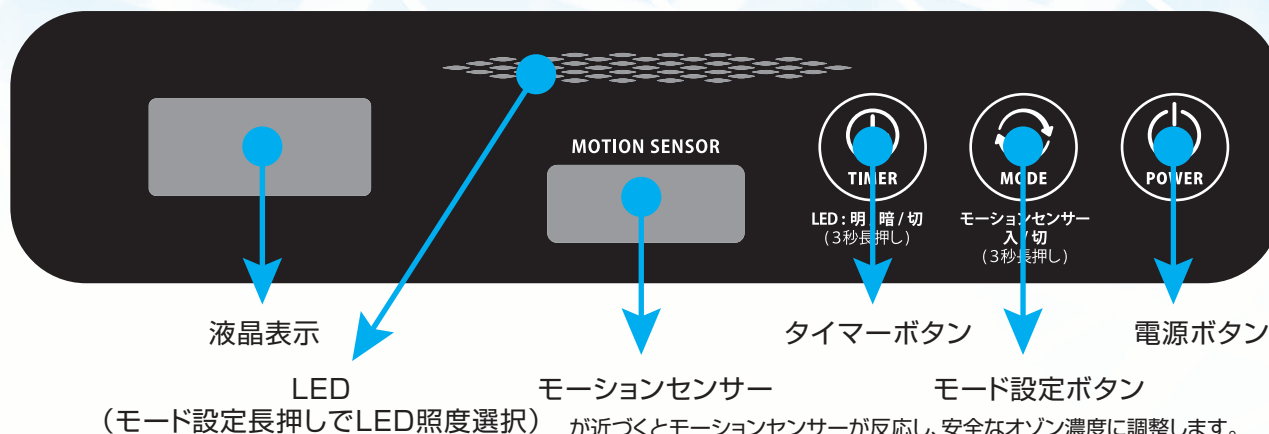 MOTION SENSOR
TIMER
MODE
POWER
LED : 明 / 暗 / 切
(3秒長押し)
モーションセンサー
入 / 切
(3秒長押し)
液晶表示
タイマーボタン
電源ボタン
LED
モーションセンサー
モード設定ボタン
(モード設定長押しでLED照度選択)
が近づくとモーションセンサーが反応し、安全なオゾン濃度に調整します。